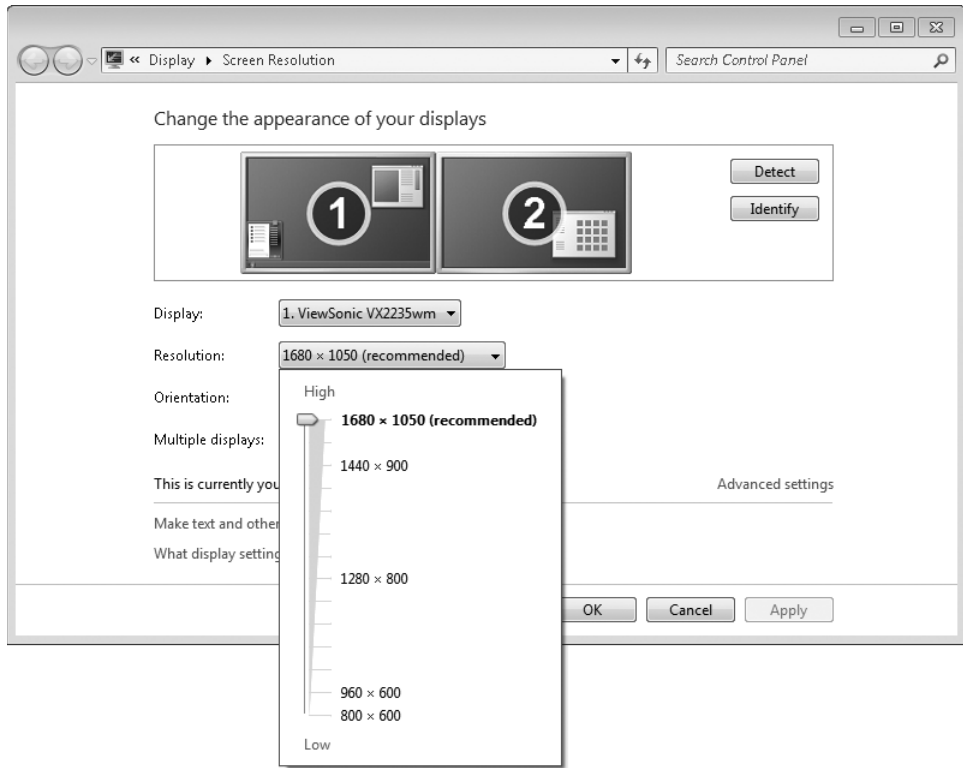 « Display ▸ Screen Resolution
Search Control Panel
Change the appearance of your displays
1
2
Detect
Identify
Display:
1. ViewSonic VX2235wm
Resolution:
1680 × 1050 (recommended)
Orientation:
Multiple displays:
High
1680 × 1050 (recommended)
1440 × 900
1280 × 800
960 × 600
800 × 600
Low
This is currently you
Advanced settings
Make text and other
What display setting
OK
Cancel
Apply